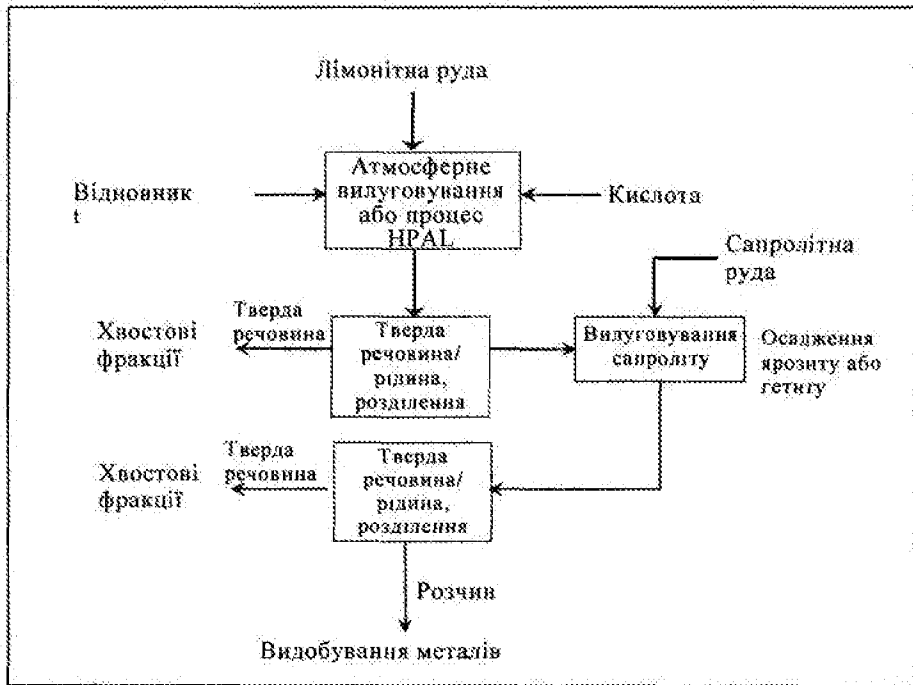 Лімонітна руда
Атмосферне
вилуговування
або процес
HPAL
Відновник
t
Кислота
Сапролітна
руда
Хвостові
фракції
Тверда
речовина
Тверда
речовина/
рідина,
розділення
Вилуговування
сапроліту
Осадження
ярозиту або
гетиту
Хвостові
фракції
Тверда
речовина
Тверда
речовина/
рідина,
розділення
Розчин
Видобування металів